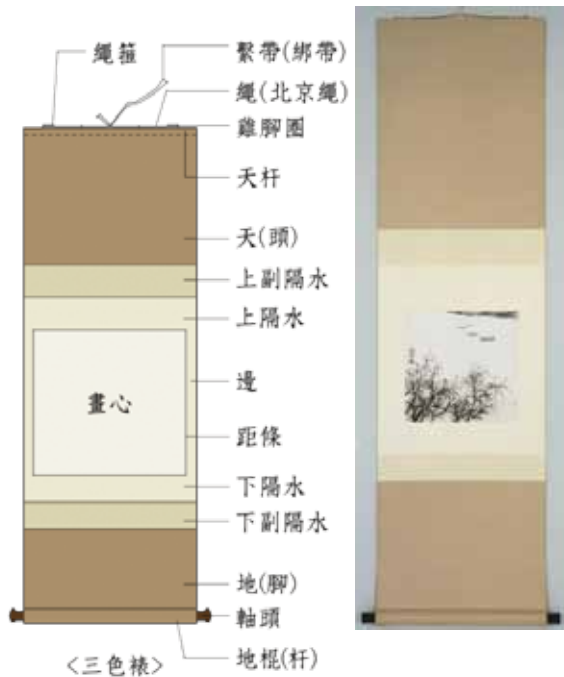 繩箍
繫帶(綁帶)
繩(北京繩)
雞腳圈
天杆
天(頭)
上副隔水
上隔水
邊
畫心
距條
下隔水
下副隔水
地(腳)
軸頭
地棍(杆)
<三色裱>